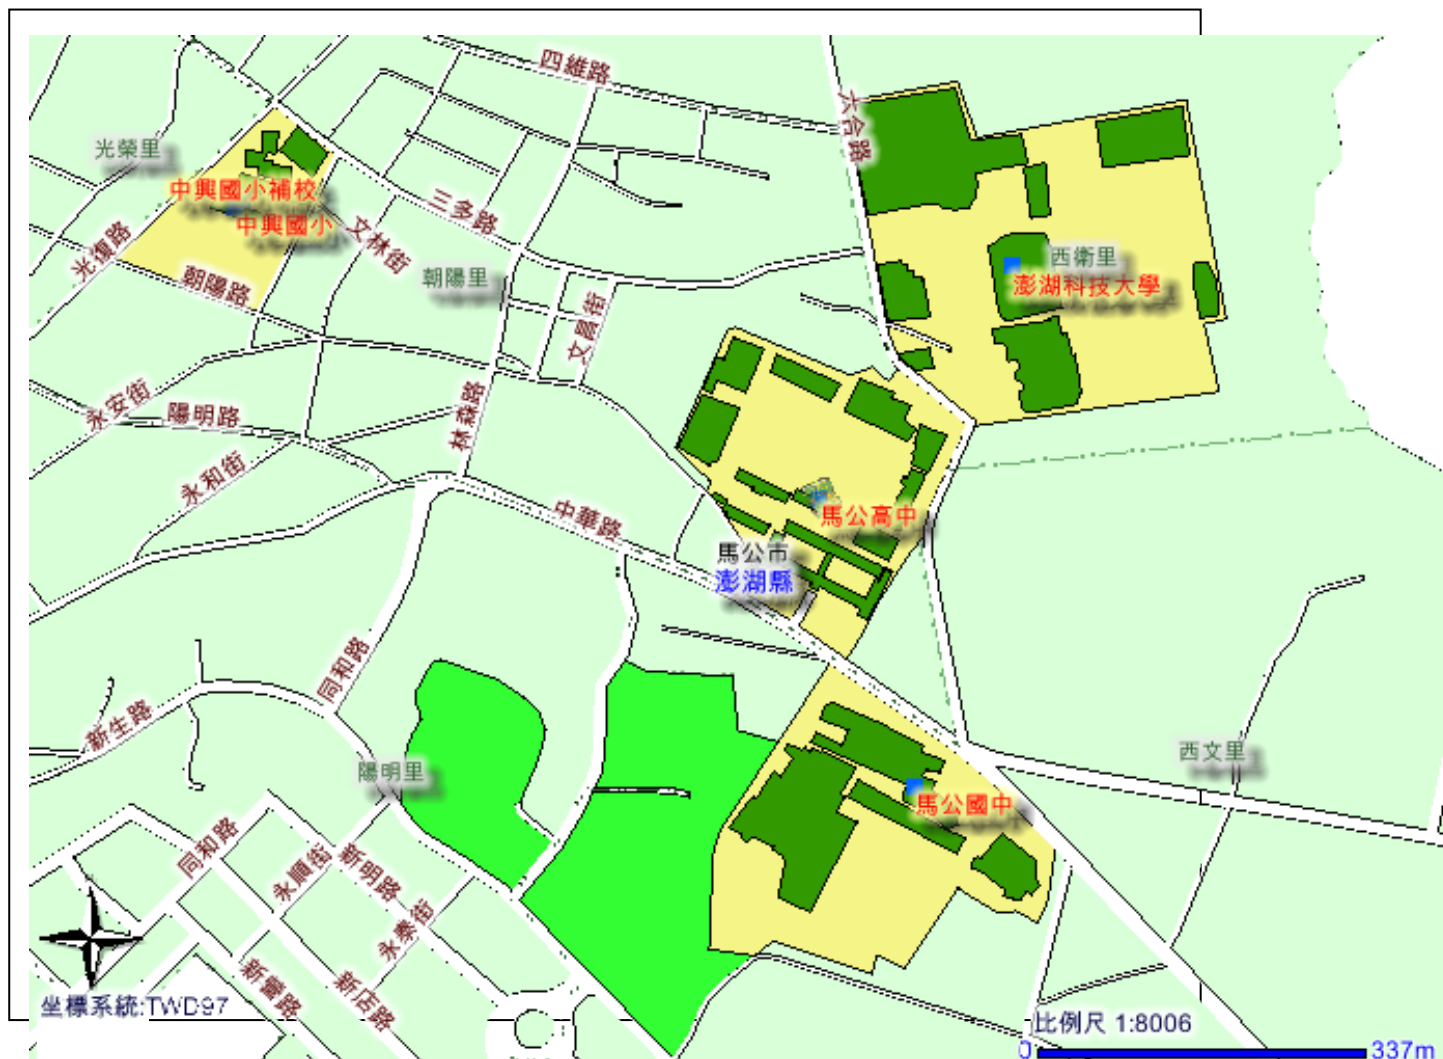 四維路
六合路
光榮里
中興國小補校
中興國小
三多路
文林街
光復路
朝陽路
朝陽里
西衛里
澎湖科技大學
文昌街
永安街
陽明路
林森路
永和街
中華路
馬公高中
馬公市
澎湖縣
同和路
新生路
陽明里
西文里
馬公國中
同和路
永順街
新明路
永泰街
新店路
坐標系統:TWD97
比例尺 1:8006
0
337m